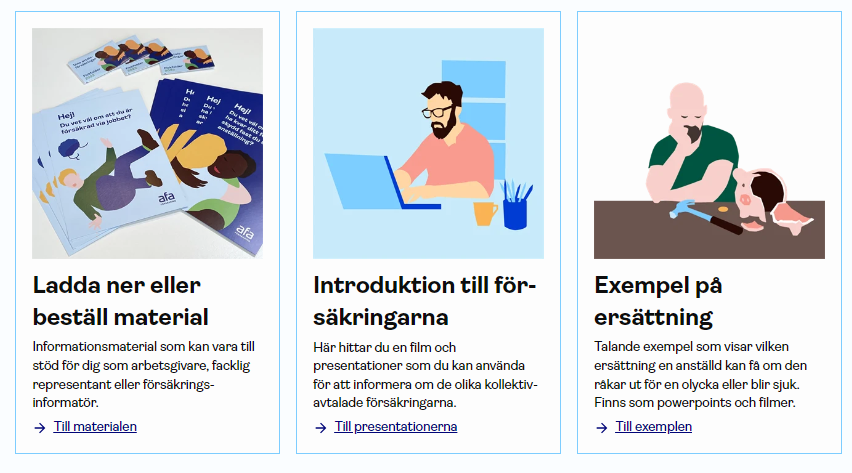 Hej!
Du vet väl om att du är
försäkrad via jobbet?
afa
Hej!
afa
Ladda ner eller
beställ material
Informationsmaterial som kan vara till
stöd för dig som arbetsgivare, facklig
representant eller försäkrings-
informatör.
→ Till materialen
Introduktion till för-
säkringarna
Här hittar du en film och
presentationer som du kan använda
för att informera om de olika kollektiv-
avtalade försäkringarna.
→ Till presentationerna
Exempel på
ersättning
Talande exempel som visar vilken
ersättning en anställd kan få om den
råkar ut för en olycka eller blir sjuk.
Finns som powerpoints och filmer.
→ Till exemplen